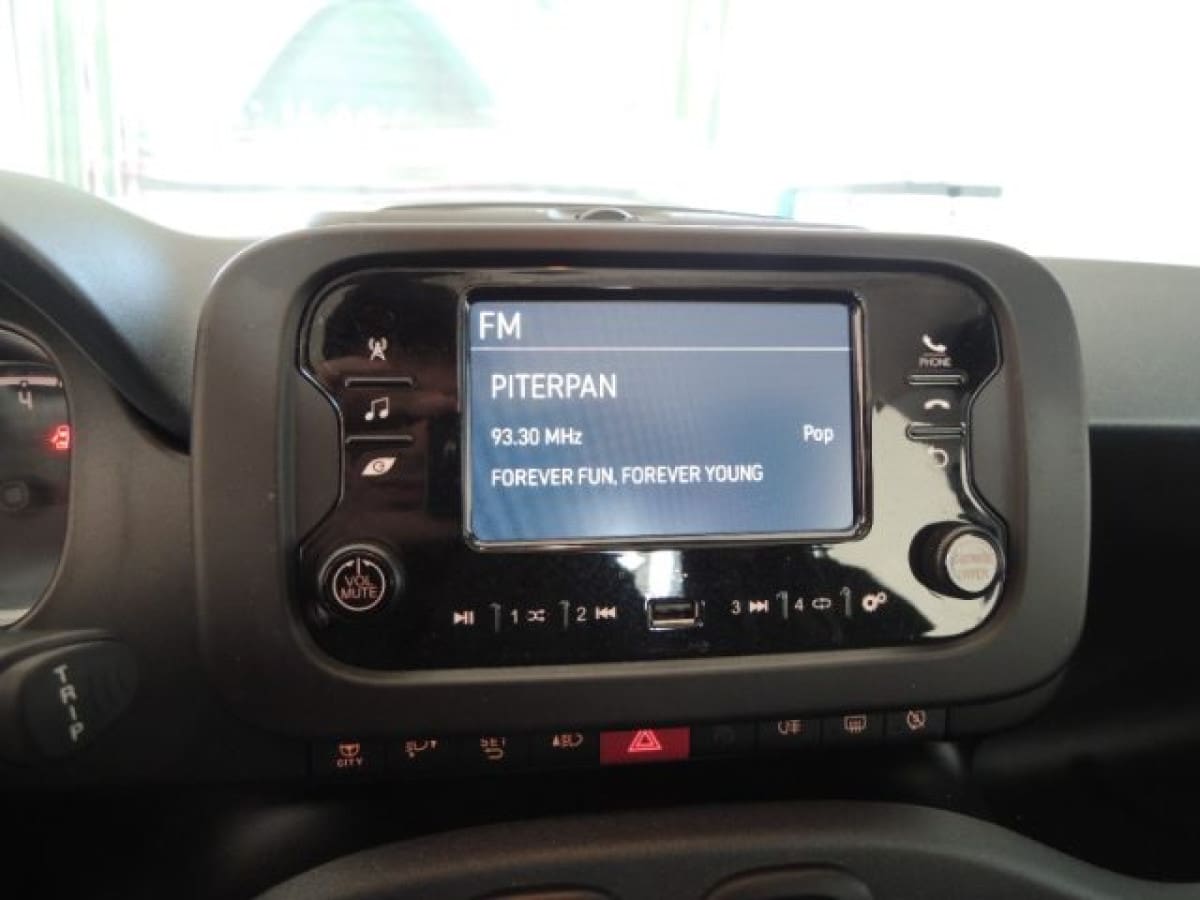 FM
PITERPAN
93.30 MHz
Pop
FOREVER FUN, FOREVER YOUNG
PHONE
VOL
MUTE
1
2
3
4
4
TRIP
CITY
SET